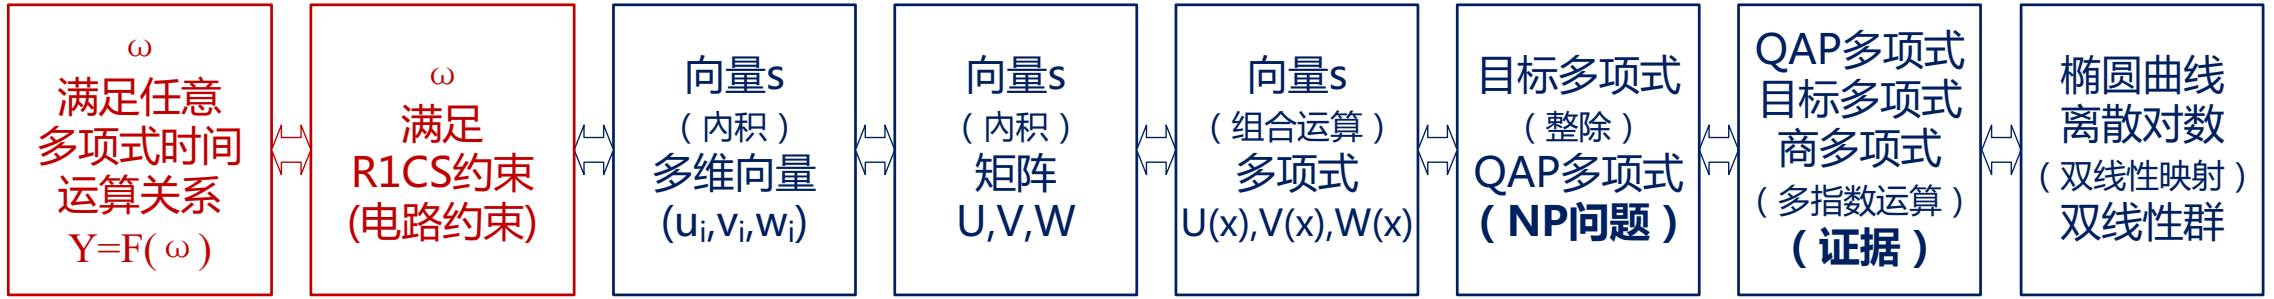 ω
满足任意
多项式时间
运算关系
Y=F(ω)
ω
满足
R1CS约束
(电路约束)
向量s
（内积）
多维向量
(uᵢ,vᵢ,wᵢ)
向量s
（内积）
矩阵
U,V,W
向量s
（组合运算）
多项式
U(x),V(x),W(x)
目标多项式
（整除）
QAP多项式
（NP问题）
QAP多项式
目标多项式
商多项式
（多指数运算）
（证据）
椭圆曲线
离散对数
（双线性映射）
双线性群